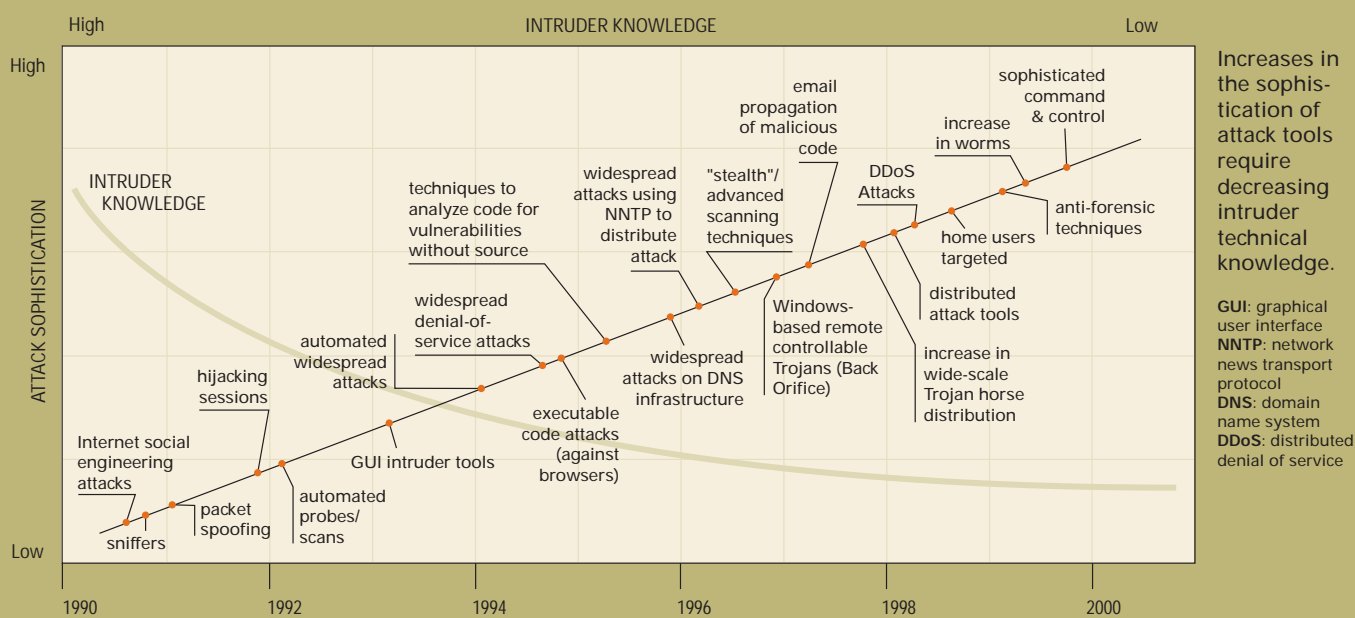 High
INTRUDER KNOWLEDGE
Low
High
ATTACK SOPHISTICATION
Low
INTRUDER
KNOWLEDGE
Internet social
engineering
attacks
sniffers
packet
spoofing
hijacking
sessions
automated
probes/
scans
GUI intruder tools
automated
widespread
attacks
widespread
denial-of-
service attacks
executable
code attacks
(against
browsers)
techniques to
analyze code for
vulnerabilities
without source
widespread
attacks on DNS
infrastructure
widespread
attacks using
NNTP to
distribute
attack
"stealth"/
advanced
scanning
techniques
Windows-
based remote
controllable
Trojans (Back
Orifice)
email
propagation
of malicious
code
increase in
wide-scale
Trojan horse
distribution
distributed
attack tools
DDoS
Attacks
home users
targeted
anti-forensic
techniques
increase
in worms
sophisticated
command
& control
1990
1992
1994
1996
1998
2000
Increases in
the sophis-
tication of
attack tools
require
decreasing
intruder
technical
knowledge.
GUI: graphical
user interface
NNTP: network
news transport
protocol
DNS: domain
name system
DDoS: distributed
denial of service